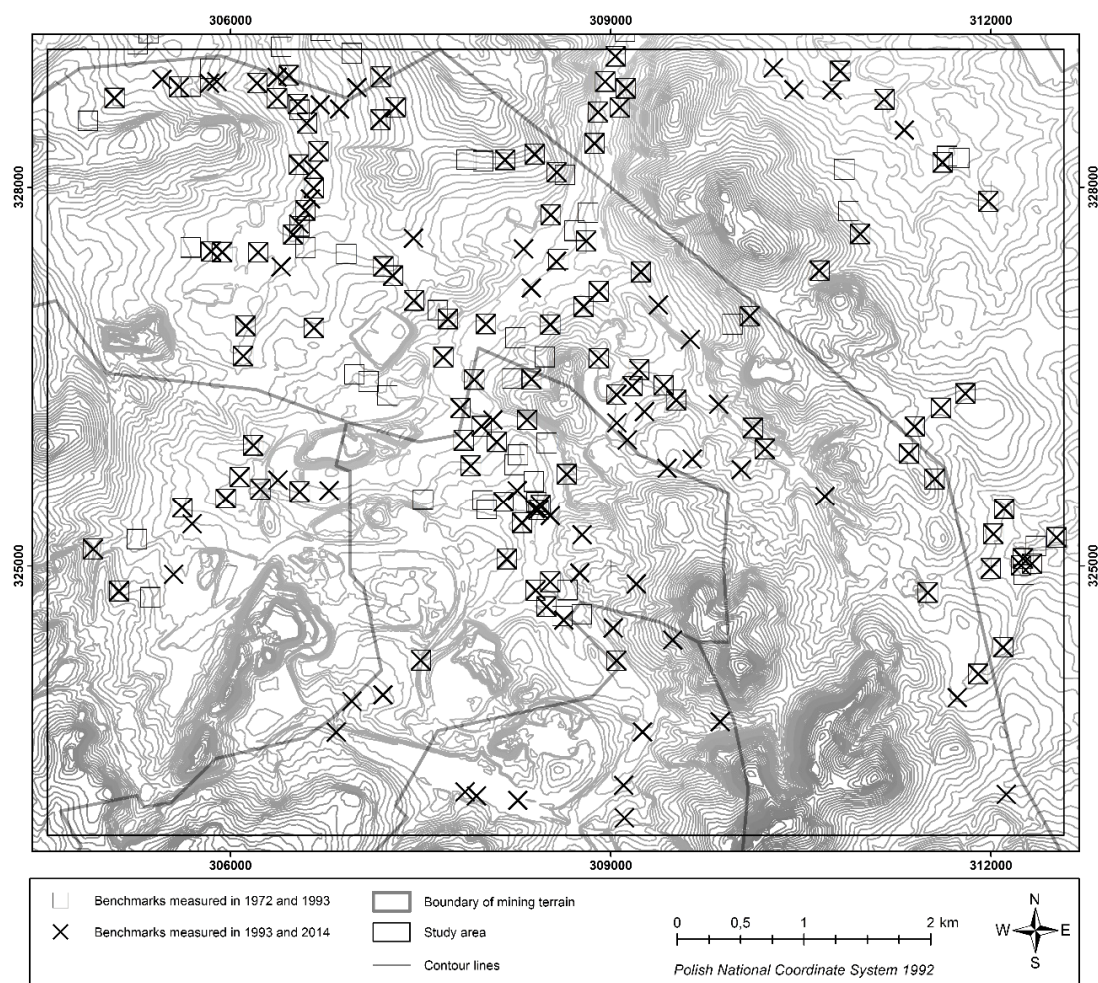 306000 309000 312000
328000 328000
325000 325000
306000 309000 312000
Benchmarks measured in 1972 and 1993
Benchmarks measured in 1993 and 2014
Boundary of mining terrain
Study area
Contour lines
0 0,5 1 2 km
Polish National Coordinate System 1992
N
W E
S